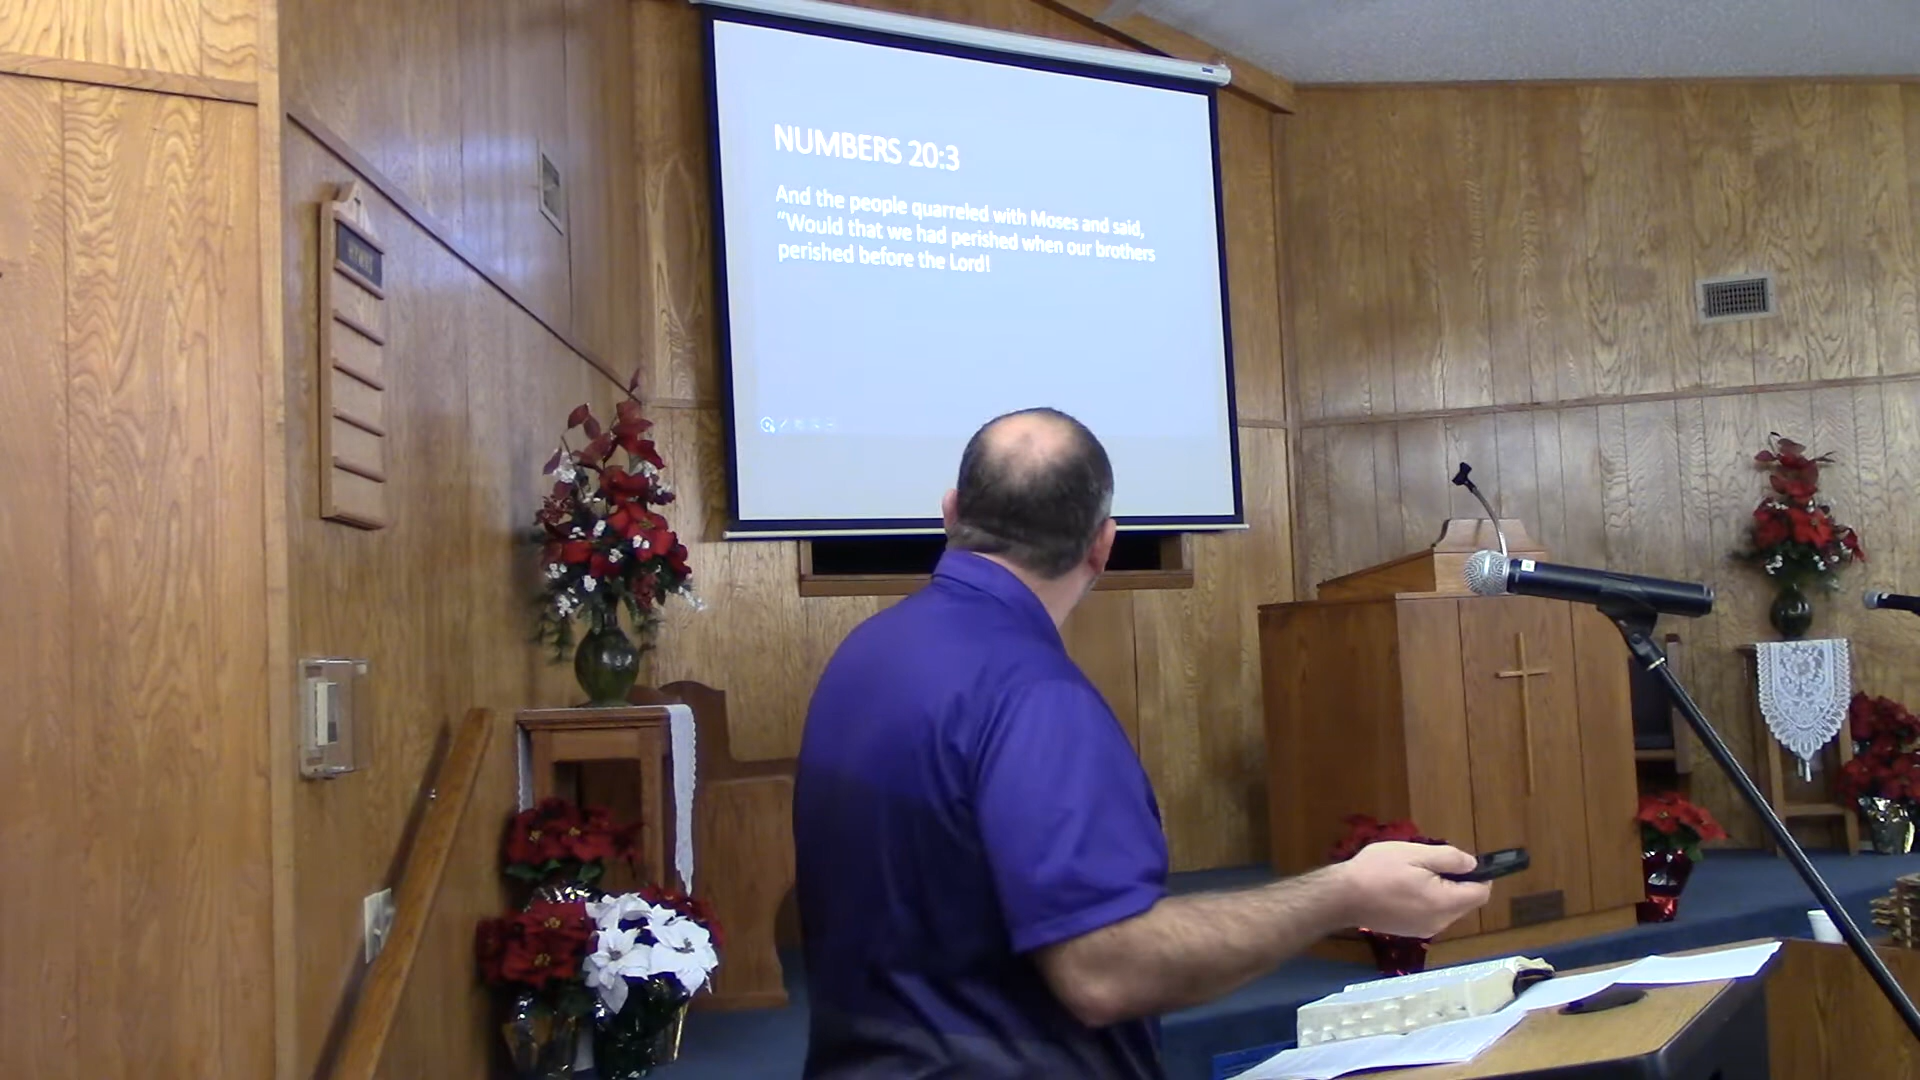 NUMBERS 20:3
And the people quarreled with Moses and said,
“Would that we had perished when our brothers
perished before the Lord!
HYMNS